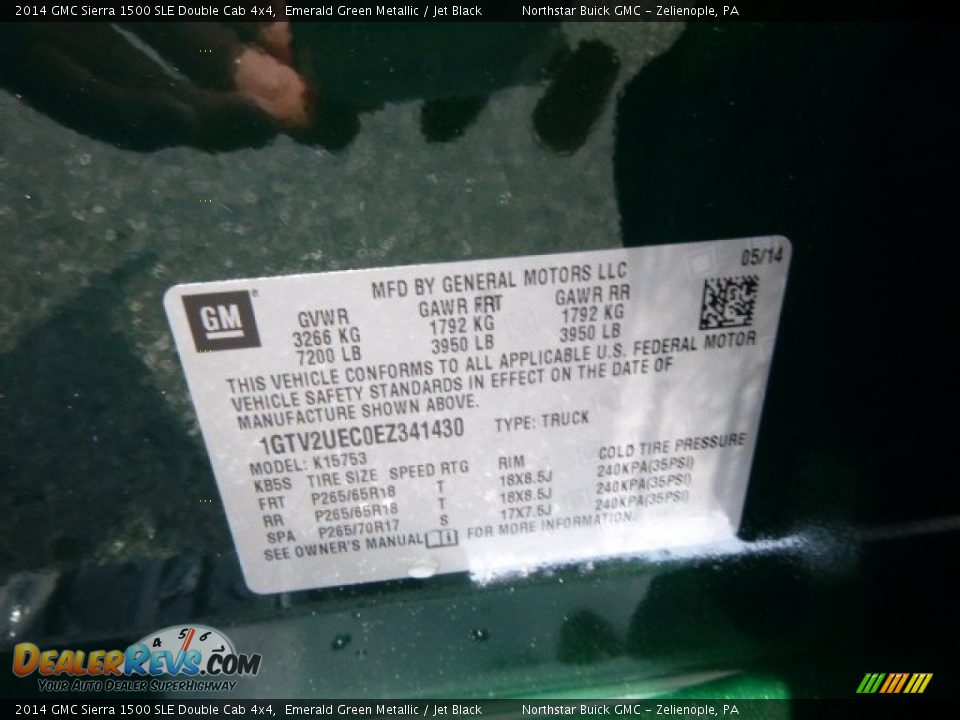 2014 GMC Sierra 1500 SLE Double Cab 4x4, Emerald Green Metallic / Jet Black Northstar Buick GMC - Zelienople, PA
05/14
MFD BY GENERAL MOTORS LLC
GM
GVWR GAWR FRT GAWR RR
3266 KG 1792 KG 1792 KG
7200 LB 3950 LB 3950 LB
THIS VEHICLE CONFORMS TO ALL APPLICABLE U.S. FEDERAL MOTOR
VEHICLE SAFETY STANDARDS IN EFFECT ON THE DATE OF
MANUFACTURE SHOWN ABOVE.
1GTV2UEC0EZ341430 TYPE: TRUCK
MODEL: K15753
KB5S TIRE SIZE SPEED RTG RIM COLD TIRE PRESSURE
FRT P265/65R18 T 18X8.5J 240KPA(35PSI)
RR P265/65R18 T 18X8.5J 240KPA(35PSI)
SPA P265/70R17 S 17X7.5J 240KPA(35PSI)
SEE OWNER'S MANUAL FOR MORE INFORMATION.
4 5 6
DEALERREVS.COM
YOUR AUTO DEALER SUPERHIGHWAY
2014 GMC Sierra 1500 SLE Double Cab 4x4, Emerald Green Metallic / Jet Black Northstar Buick GMC - Zelienople, PA